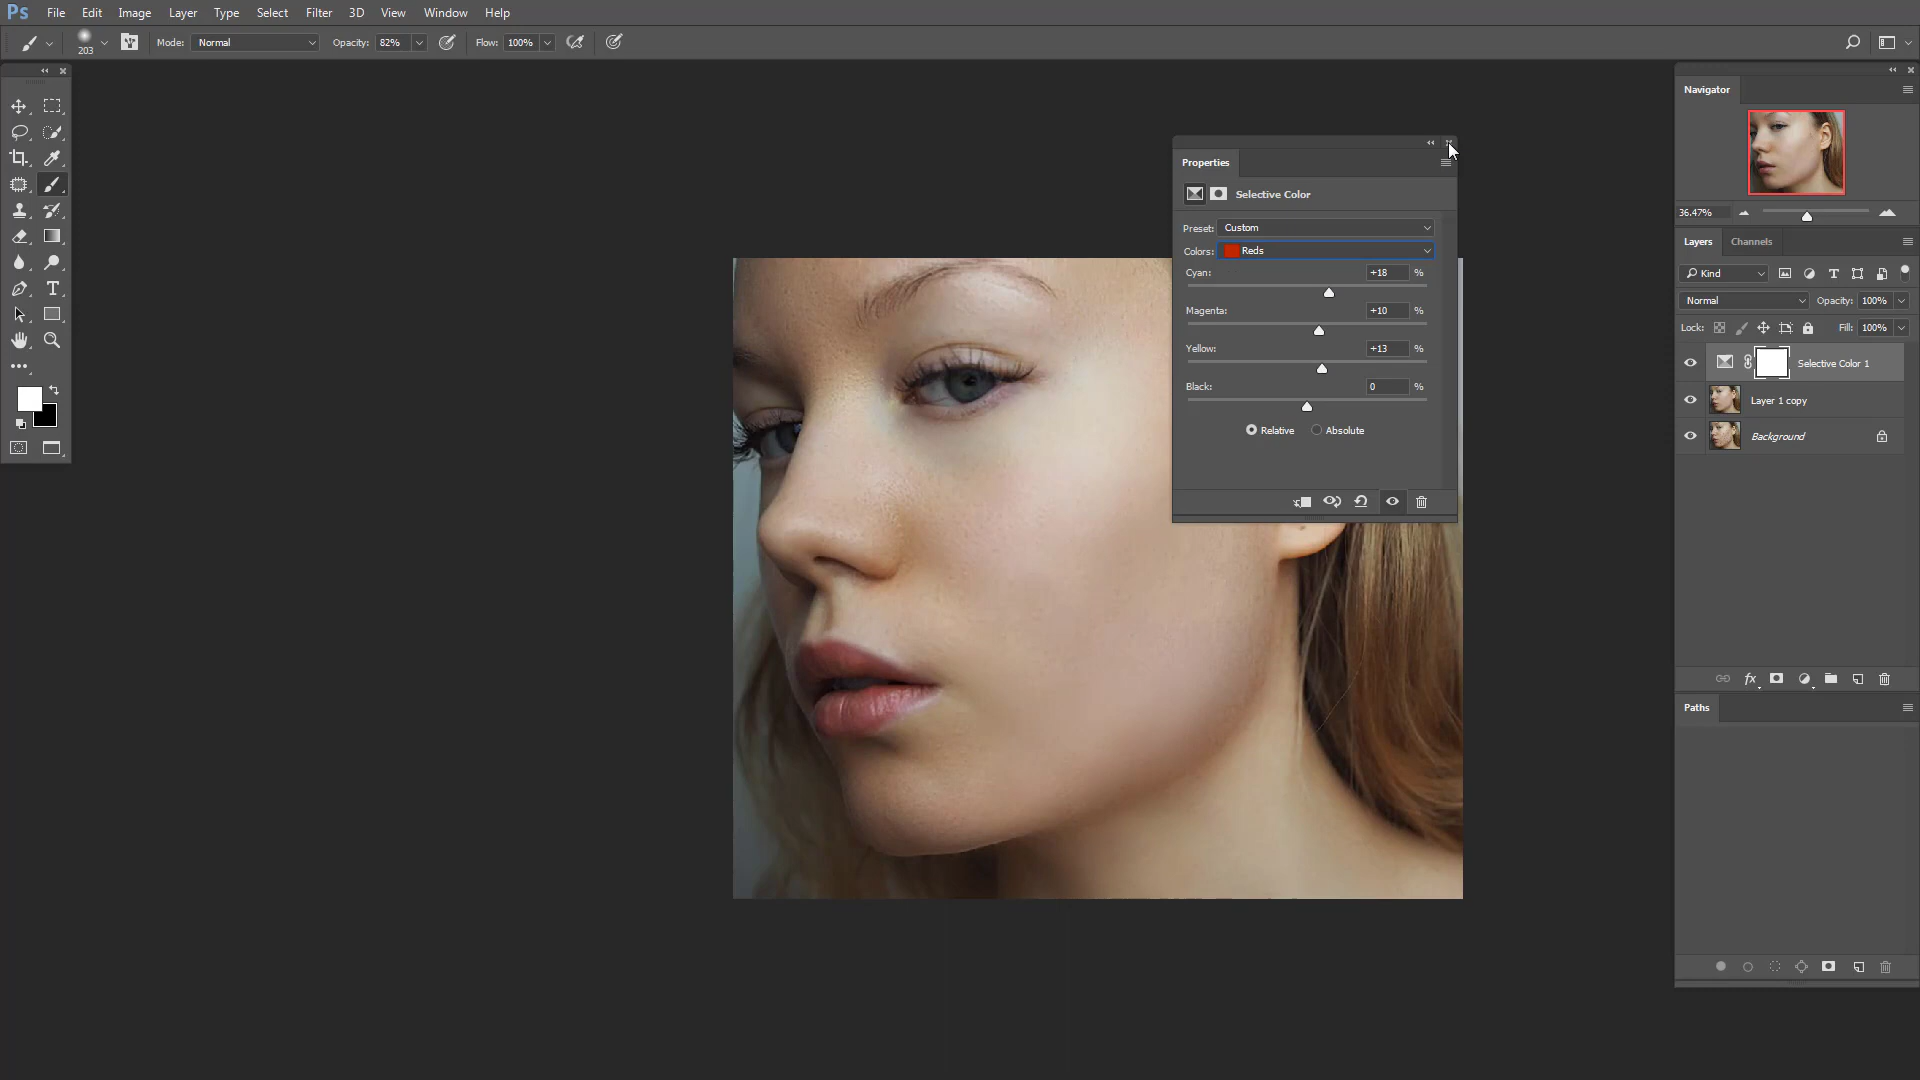 Ps File Edit Image Layer Type Select Filter 3D View Window Help
203 Mode: Normal Opacity: 82% Flow: 100%
Navigator
36.47%
Layers Channels
Kind
Normal Opacity: 100%
Lock: Fill: 100%
Selective Color 1
Layer 1 copy
Background
Paths
Properties
Selective Color
Preset: Custom
Colors: Reds
Cyan: +18 %
Magenta: +10 %
Yellow: +13 %
Black: 0 %
Relative Absolute